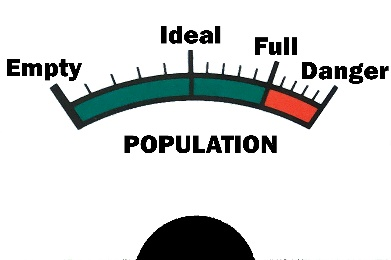 Empty
Ideal
Full
Danger
POPULATION